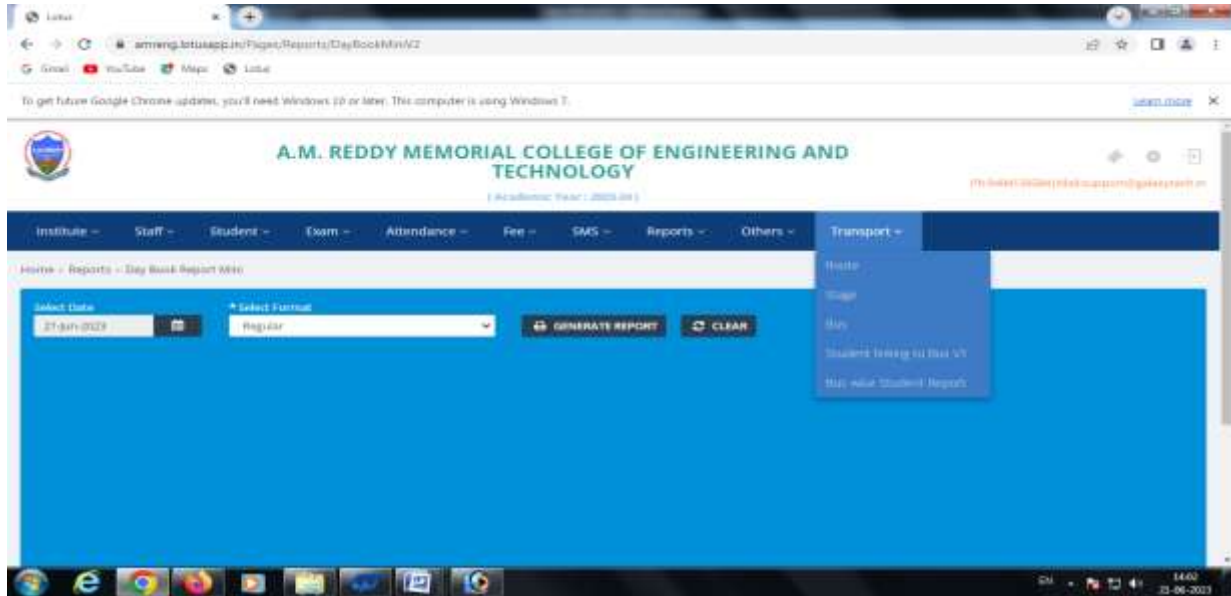 Lotus
amreng.lotusapp.in/Pages/Reports/DayBookMiniV2
Gmail YouTube Maps Lotus
To get future Google Chrome updates, you'll need Windows 10 or later. This computer is using Windows 7. Learn more
A.M. REDDY MEMORIAL COLLEGE OF ENGINEERING AND
TECHNOLOGY
Institute Staff Student Exam Attendance Fee SMS Reports Others Transport
Home Reports Day Book Report Mini
Route
Stage
Bus
Student linking to Bus V1
Bus wise Student Report
Select Date * Select Format
Regular GENERATE REPORT CLEAR
EN 14:02